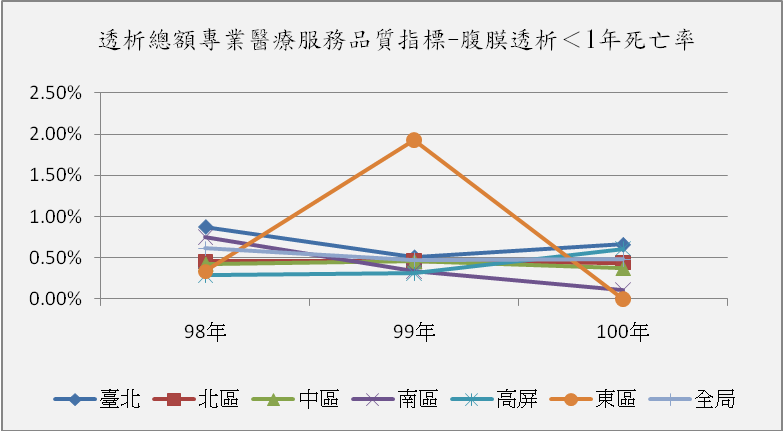 透析總額專業醫療服務品質指標-腹膜透析＜1年死亡率
2.50%
2.00%
1.50%
1.00%
0.50%
0.00%
98年 99年 100年
臺北 北區 中區 南區 高屏 東區 全局